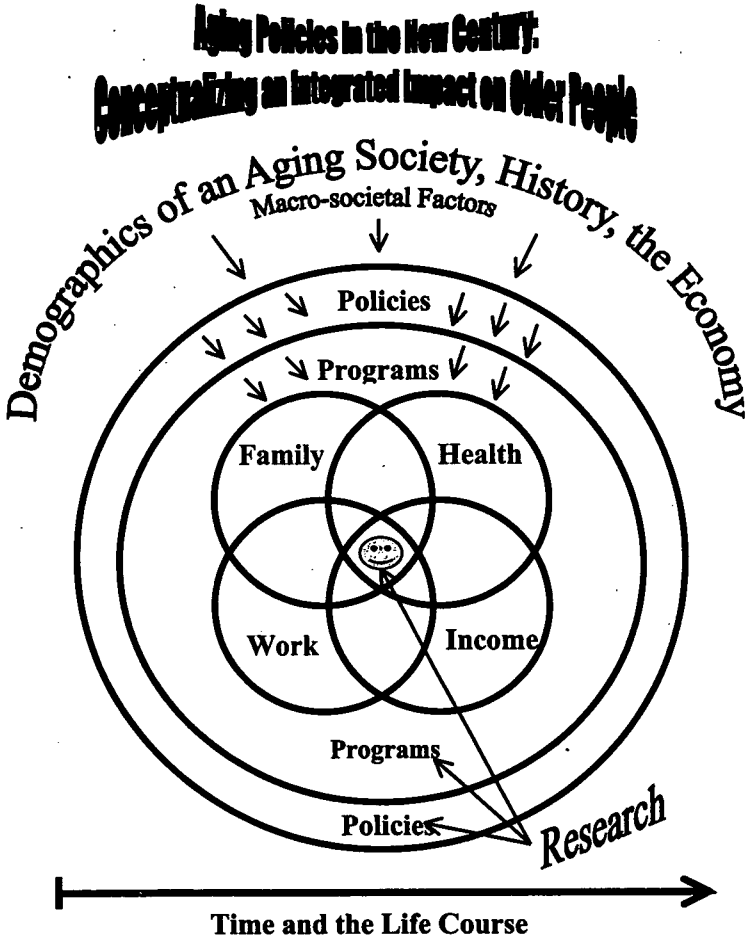 Aging Policies in the New Century:
Conceptualizing an Integrated Impact on Older People
Demographics of an Aging Society, History, the Economy
Macro-societal Factors
Policies
Programs
Family
Health
Work
Income
Programs
Policies
Research
Time and the Life Course